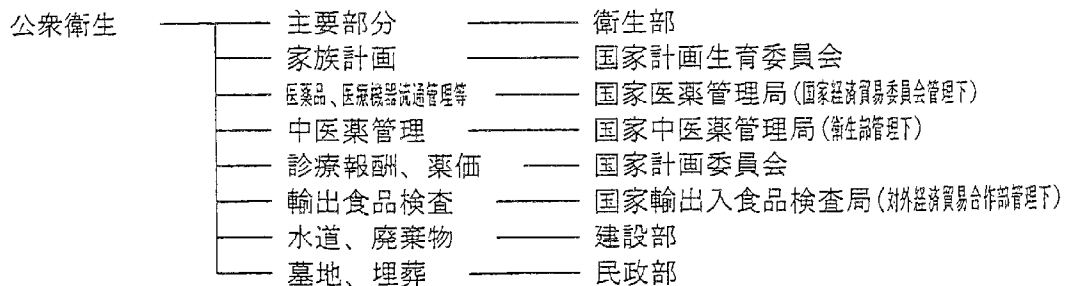 公衆衛生 主要部分 衛生部
家族計画 国家計画生育委員会
医薬品、医療機器流通管理等 国家医薬管理局(国家経済貿易委員会管理下)
中医薬管理 国家中医薬管理局(衛生部管理下)
診療報酬、薬価 国家計画委員会
輸出食品検査 国家輸出入食品検査局(対外経済貿易合作部管理下)
水道、廃棄物 建設部
墓地、埋葬 民政部